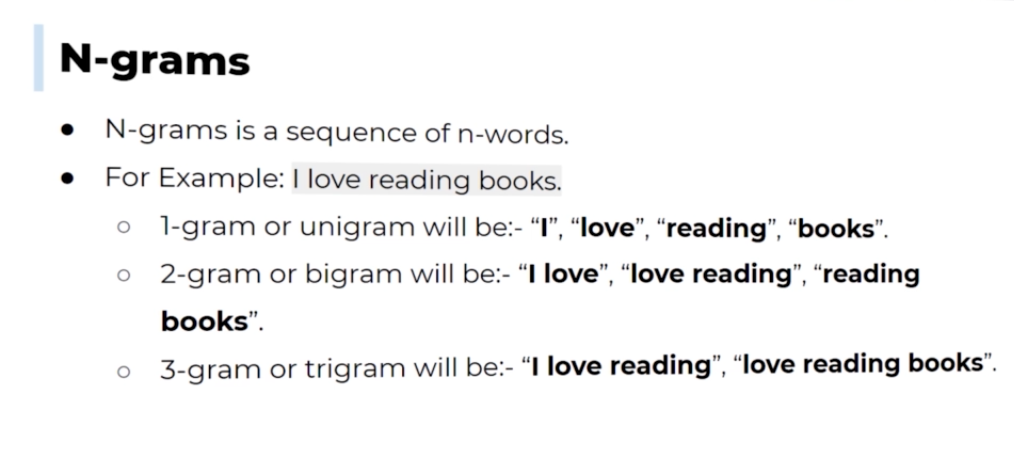 N-grams
● N-grams is a sequence of n-words.
● For Example: I love reading books.
○ 1-gram or unigram will be:- “I”, “love”, “reading”, “books”.
○ 2-gram or bigram will be:- “I love”, “love reading”, “reading
books”.
○ 3-gram or trigram will be:- “I love reading”, “love reading books”.